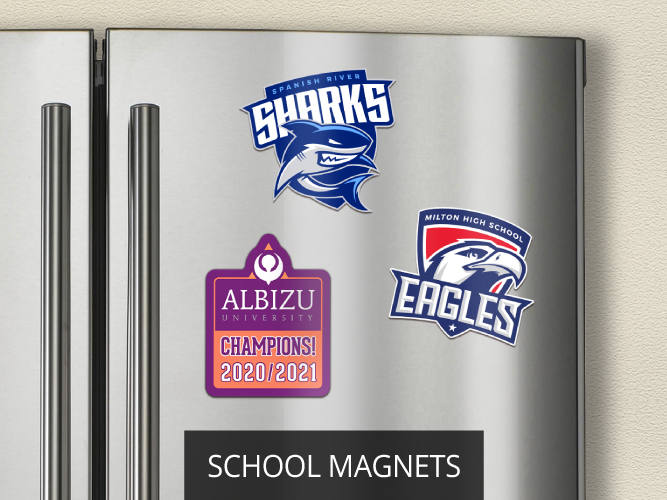 SPANISH RIVER
SHARKS
MILTON HIGH SCHOOL
EAGLES
ALBIZU
UNIVERSITY
CHAMPIONS!
2020/2021
SCHOOL MAGNETS